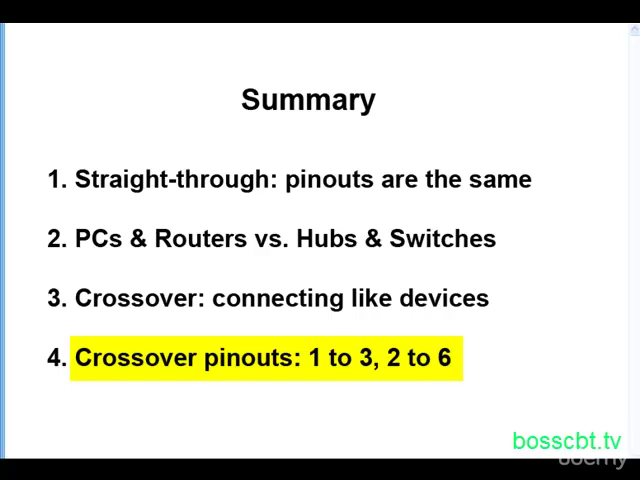 Summary
1. Straight-through: pinouts are the same
2. PCs & Routers vs. Hubs & Switches
3. Crossover: connecting like devices
4. Crossover pinouts: 1 to 3, 2 to 6
bosscbt.tv